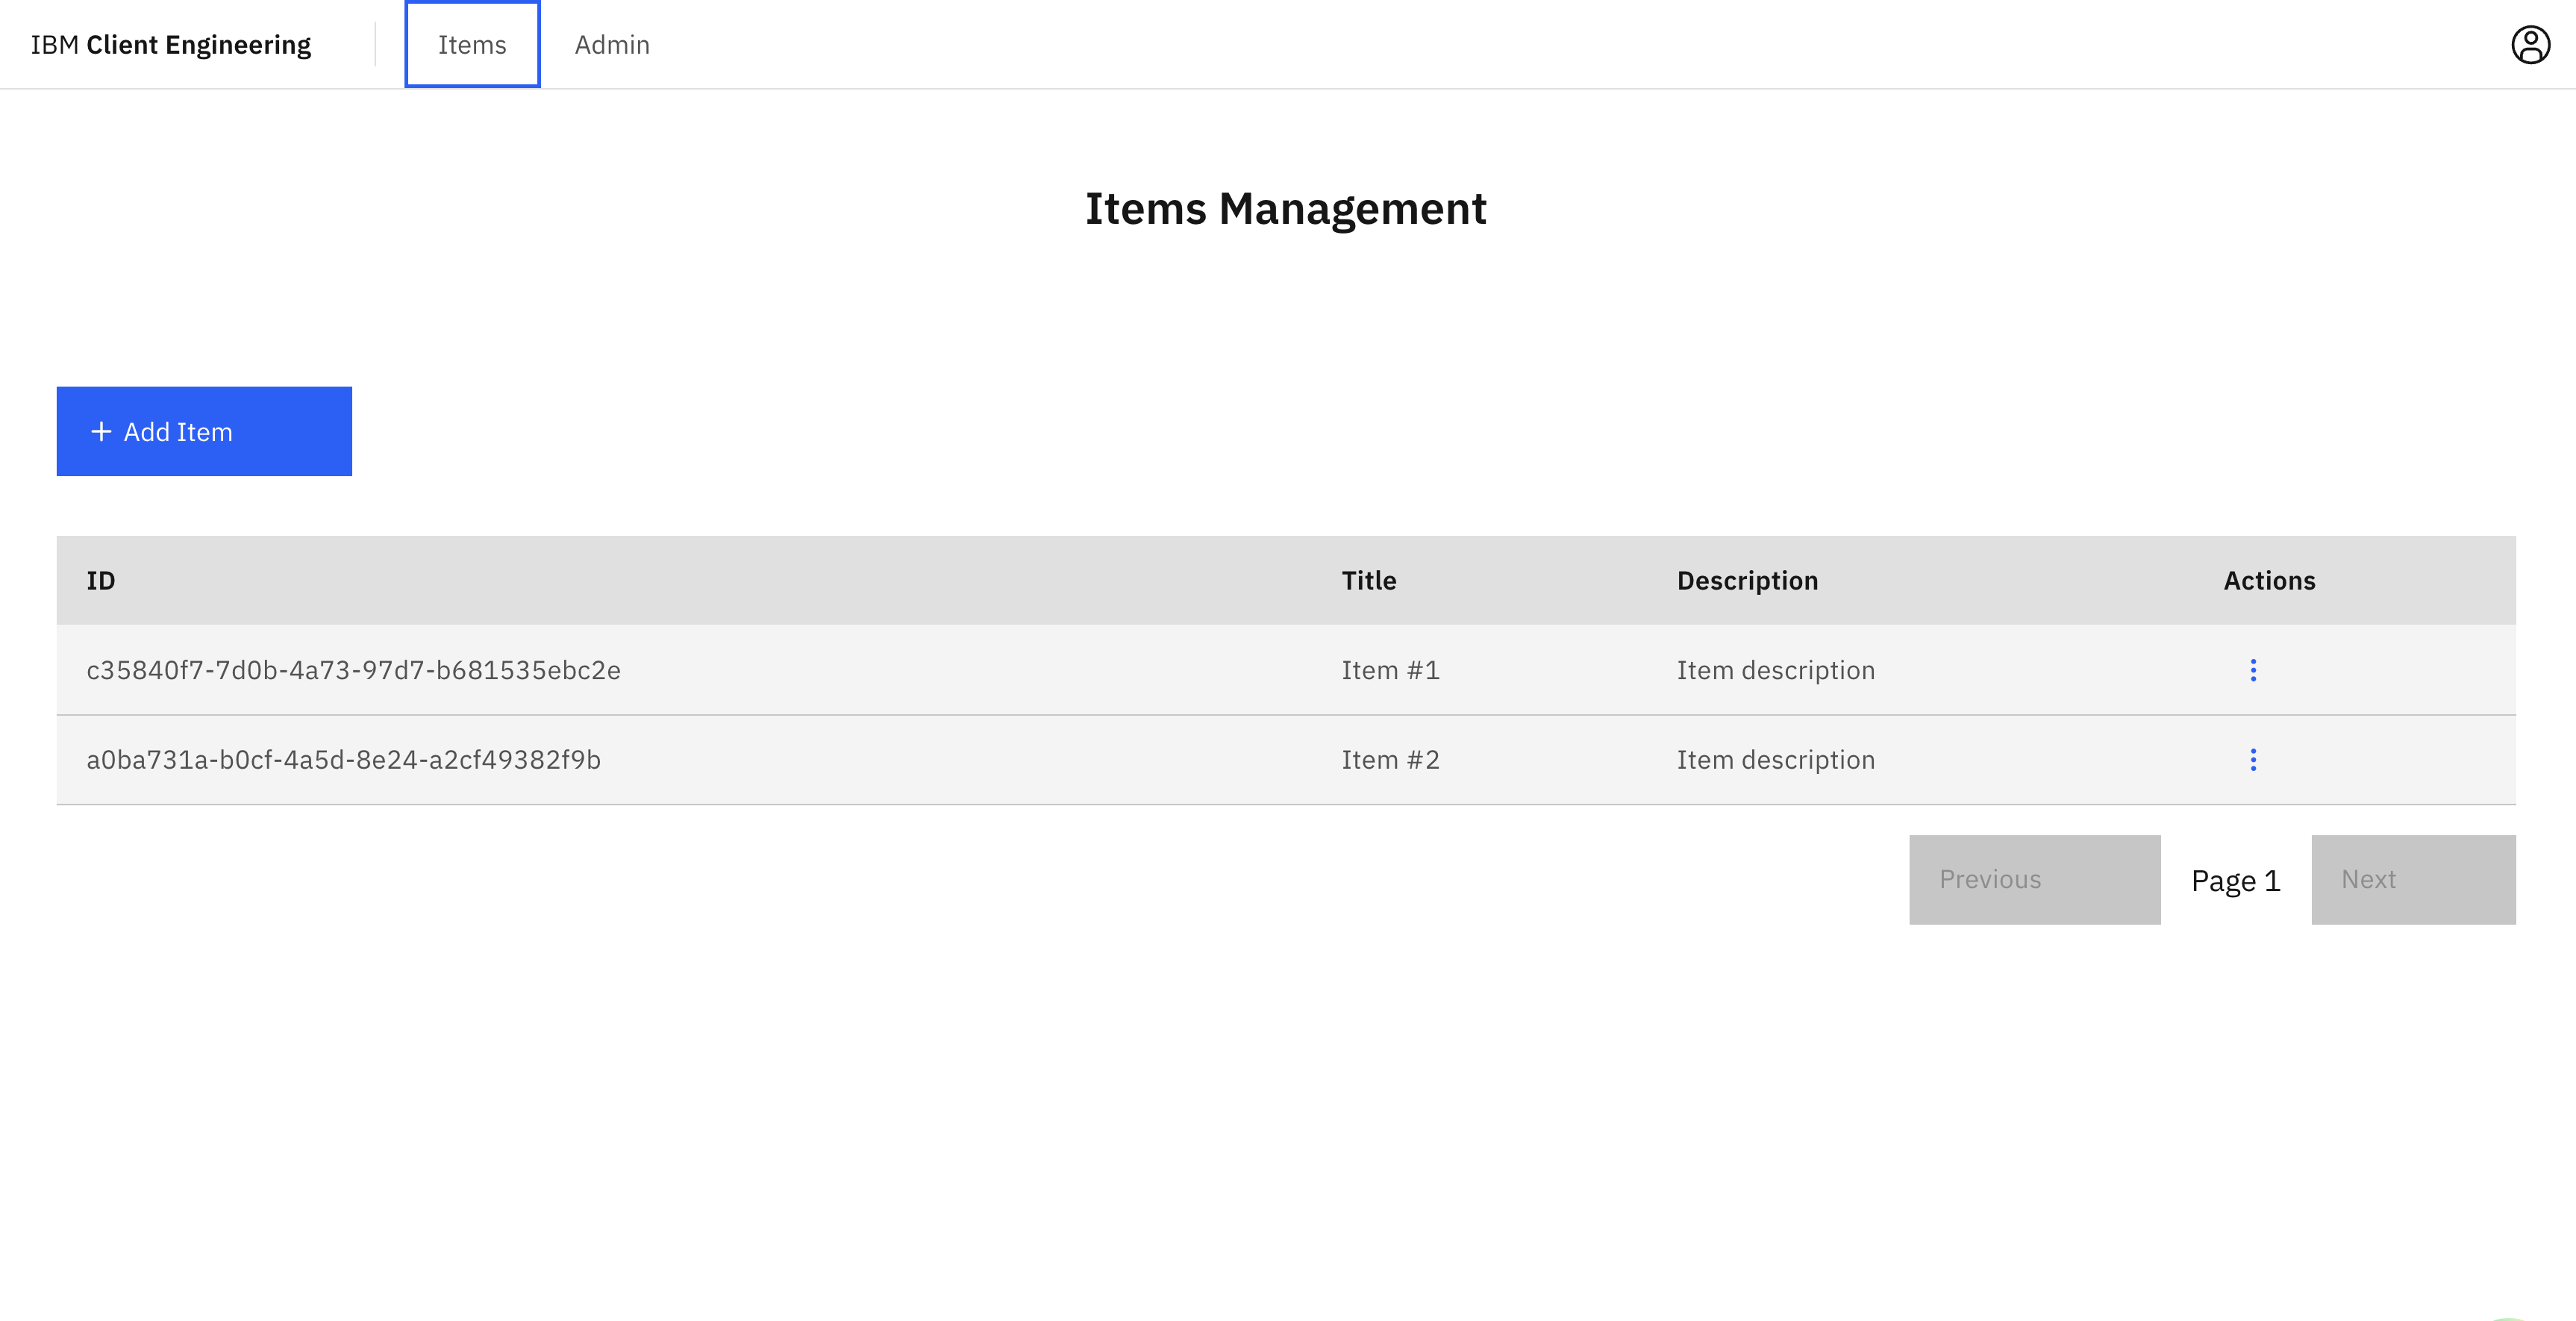 IBM Client Engineering Items Admin
Items Management
+ Add Item
ID Title Description Actions
c35840f7-7d0b-4a73-97d7-b681535ebc2e Item #1 Item description
a0ba731a-b0cf-4a5d-8e24-a2cf49382f9b Item #2 Item description
Previous Page 1 Next